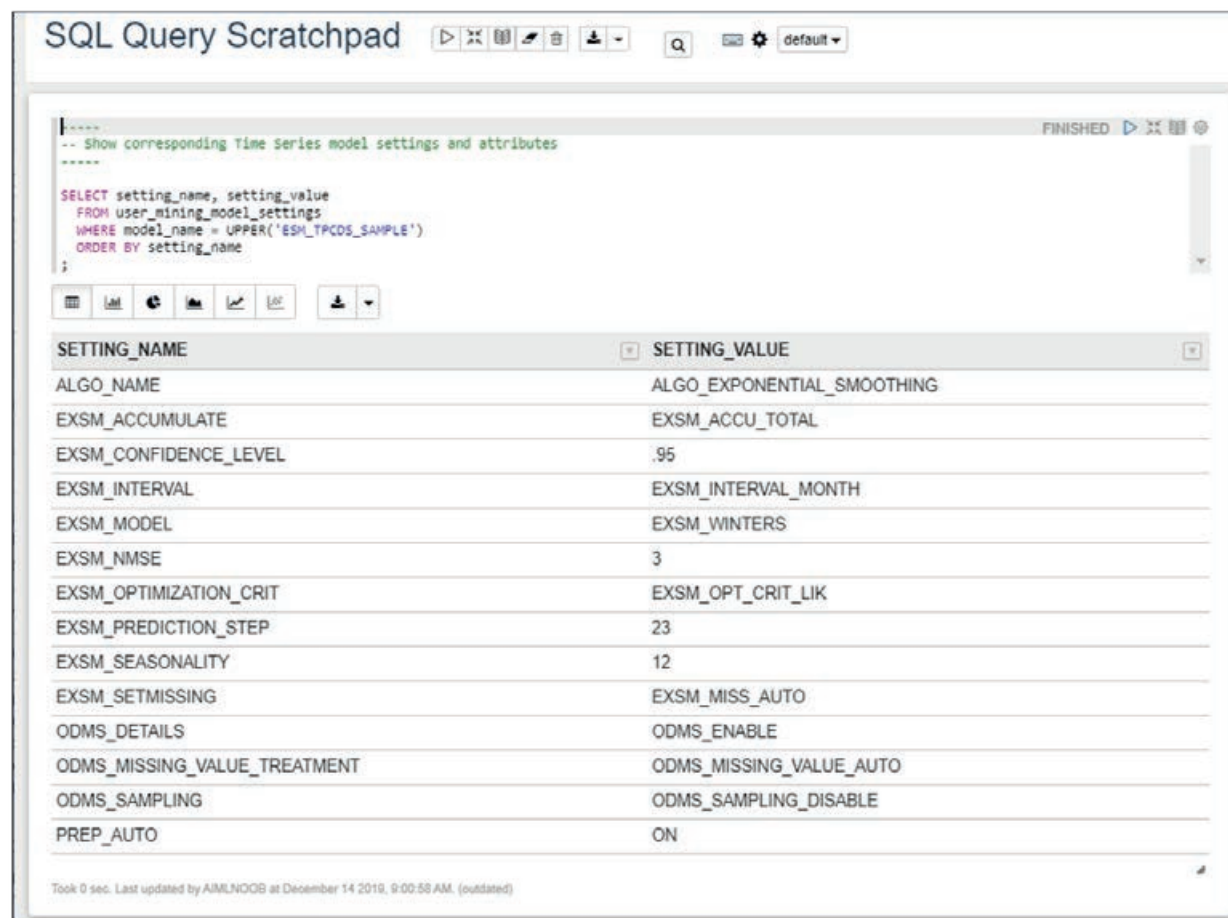 SQL Query Scratchpad default
FINISHED
-----
-- Show corresponding Time Series model settings and attributes
-----
SELECT setting_name, setting_value
FROM user_mining_model_settings
WHERE model_name = UPPER('ESM_TPCDS_SAMPLE')
ORDER BY setting_name
;
SETTING_NAME SETTING_VALUE
ALGO_NAME ALGO_EXPONENTIAL_SMOOTHING
EXSM_ACCUMULATE EXSM_ACCU_TOTAL
EXSM_CONFIDENCE_LEVEL .95
EXSM_INTERVAL EXSM_INTERVAL_MONTH
EXSM_MODEL EXSM_WINTERS
EXSM_NMSE 3
EXSM_OPTIMIZATION_CRIT EXSM_OPT_CRIT_LIK
EXSM_PREDICTION_STEP 23
EXSM_SEASONALITY 12
EXSM_SETMISSING EXSM_MISS_AUTO
ODMS_DETAILS ODMS_ENABLE
ODMS_MISSING_VALUE_TREATMENT ODMS_MISSING_VALUE_AUTO
ODMS_SAMPLING ODMS_SAMPLING_DISABLE
PREP_AUTO ON
Took 0 sec. Last updated by AIMLNOOB at December 14 2019, 9:00:58 AM. (outdated)